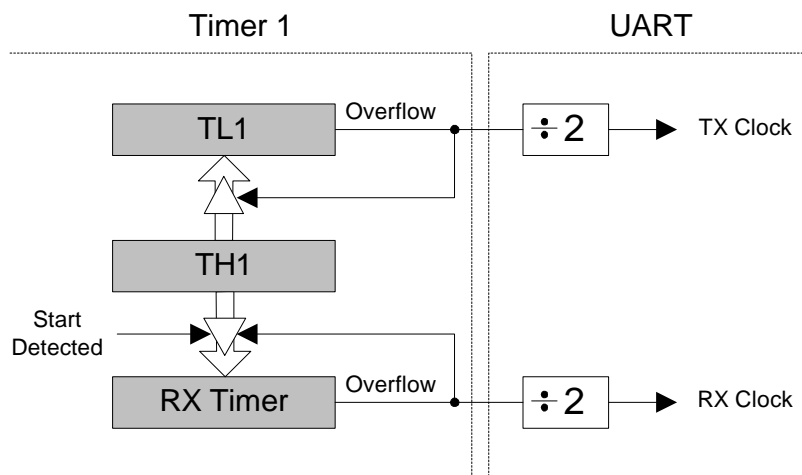 Timer 1
UART
TL1
Overflow
÷ 2
TX Clock
TH1
Start
Detected
RX Timer
Overflow
÷ 2
RX Clock